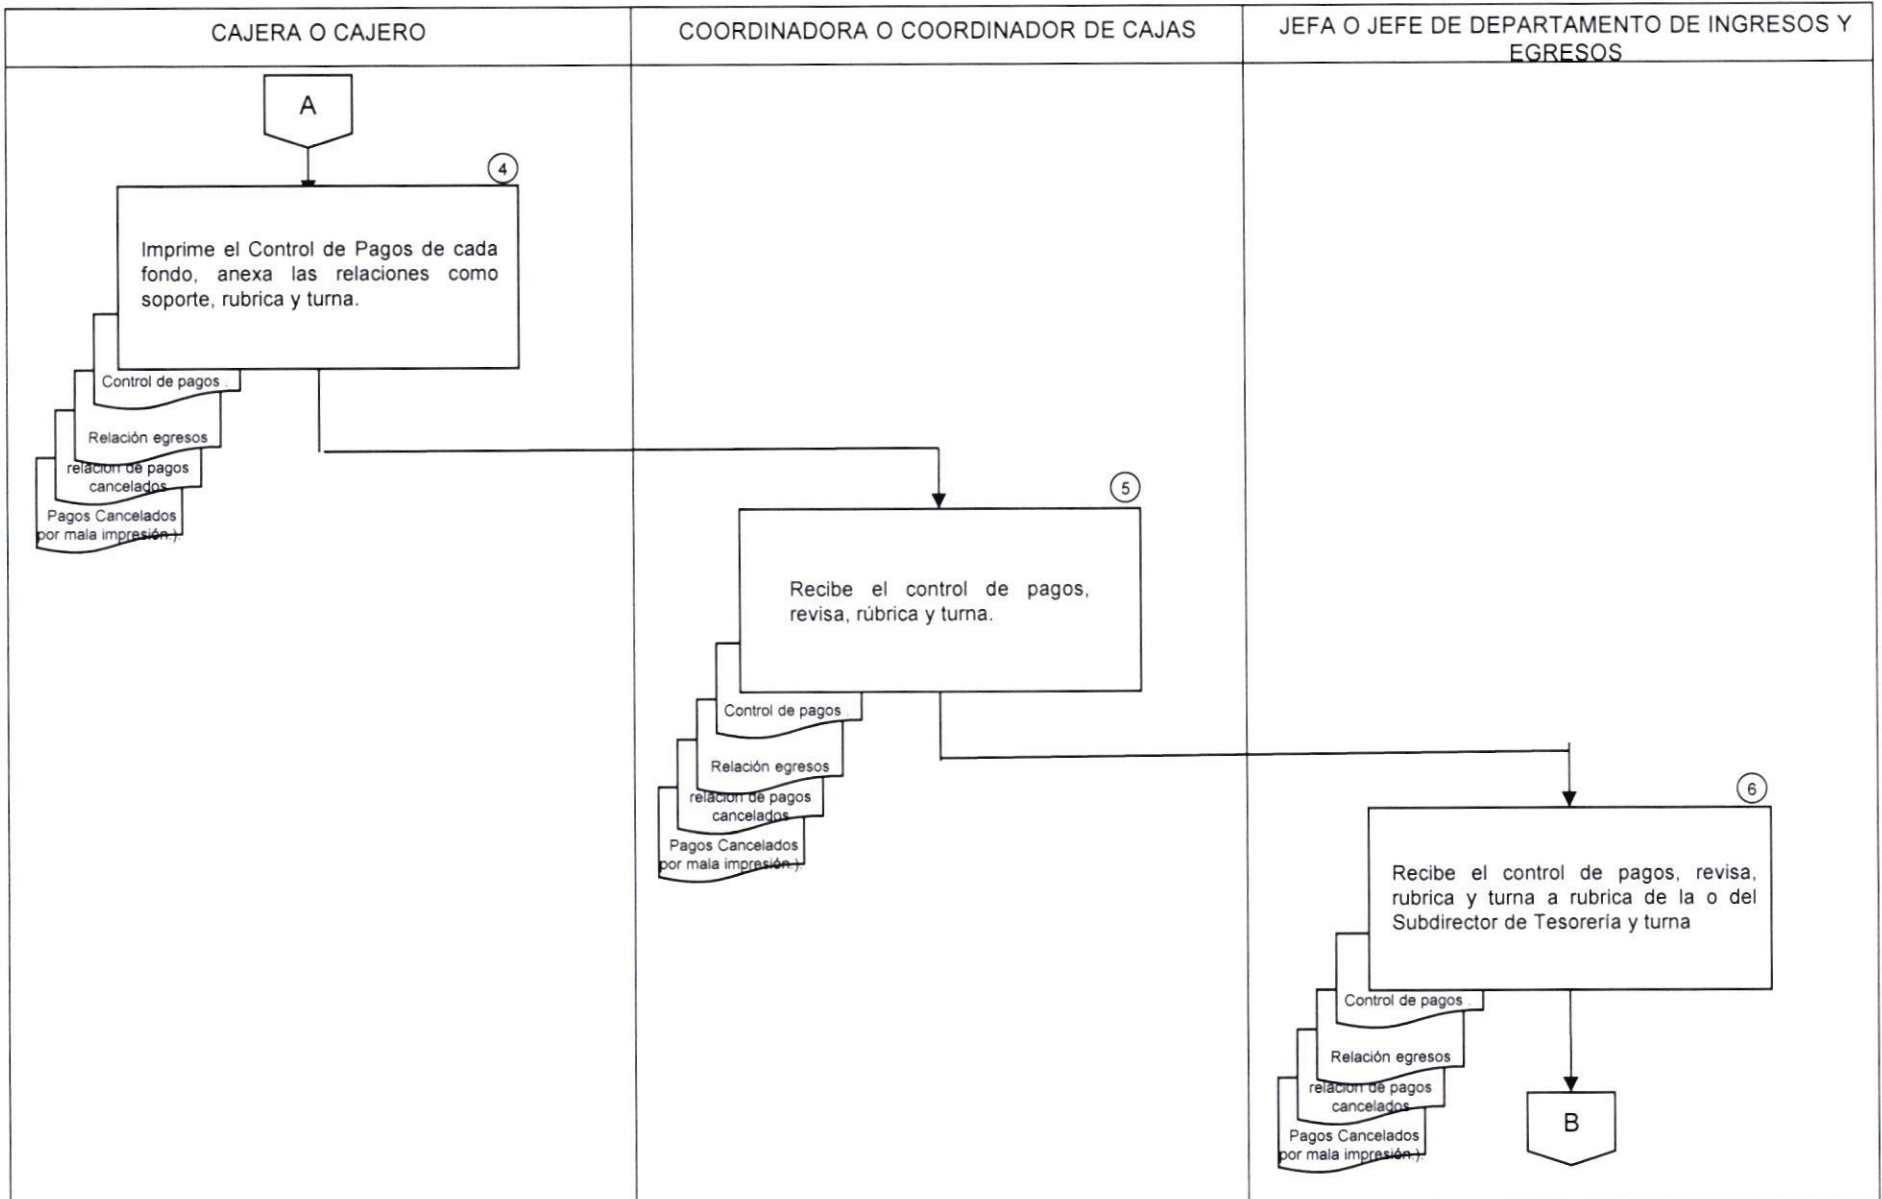 CAJERA O CAJERO
COORDINADORA O COORDINADOR DE CAJAS
JEFA O JEFE DE DEPARTAMENTO DE INGRESOS Y
EGRESOS
A
4
Imprime el Control de Pagos de cada
fondo, anexa las relaciones como
soporte, rubrica y turna.
Control de pagos .
Relación egresos
relación de pagos
cancelados
Pagos Cancelados
por mala impresión.).
5
Recibe el control de pagos,
revisa, rúbrica y turna.
Control de pagos .
Relación egresos
relación de pagos
cancelados
Pagos Cancelados
por mala impresión.).
6
Recibe el control de pagos, revisa,
rubrica y turna a rubrica de la o del
Subdirector de Tesorería y turna
Control de pagos .
Relación egresos
relación de pagos
cancelados
Pagos Cancelados
por mala impresión.).
B